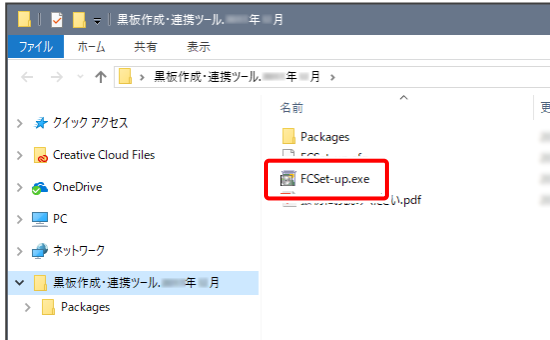 黒板作成・連携ツール. 年 月
ファイル ホーム 共有 表示
黒板作成・連携ツール. 年 月
名前
更
クイック アクセス
Creative Cloud Files
OneDrive
PC
ネットワーク
黒板作成・連携ツール. 年 月
Packages
Packages
FCSet-up.exe
.pdf